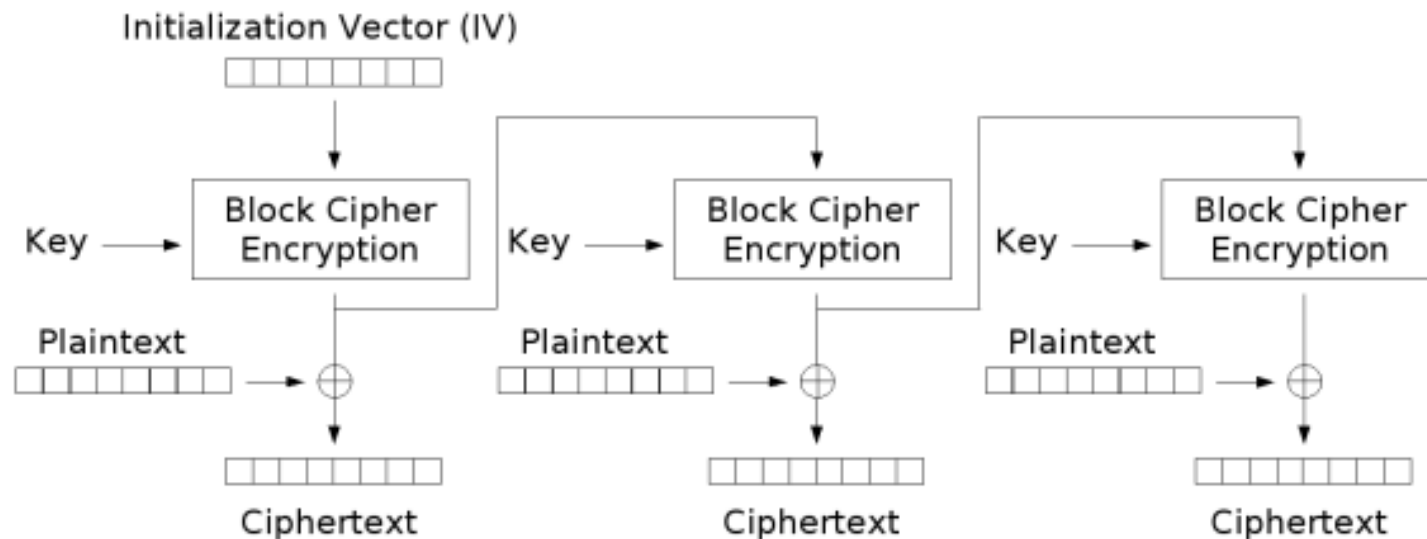 Initialization Vector (IV)
Block Cipher
Encryption
Block Cipher
Encryption
Block Cipher
Encryption
Key
Key
Key
Plaintext
Plaintext
Plaintext
Ciphertext
Ciphertext
Ciphertext